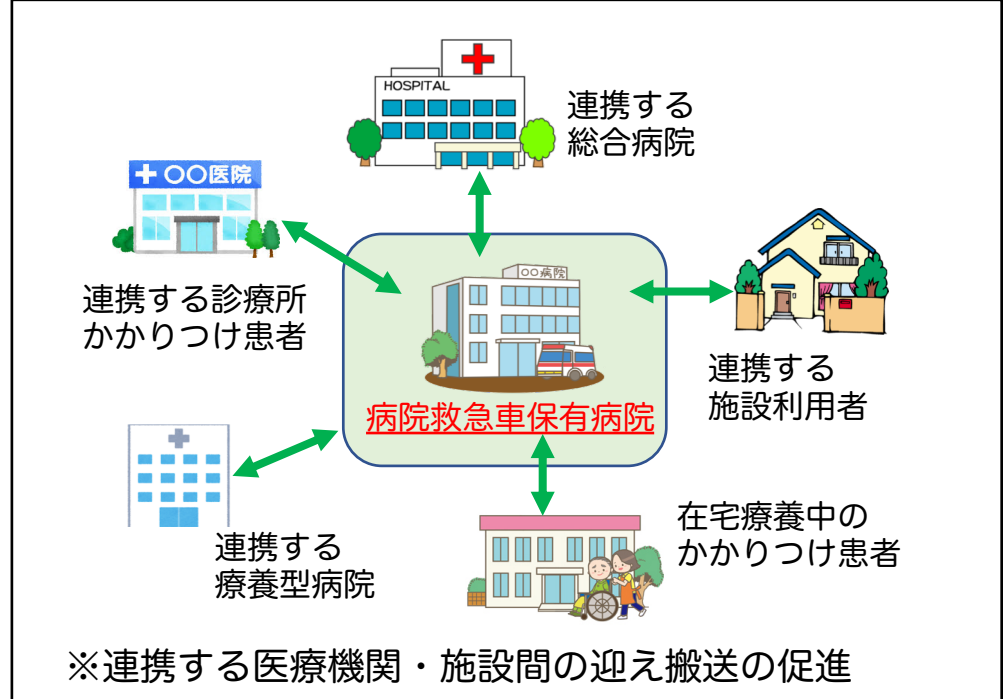 HOSPITAL
連携する
総合病院
〇〇医院
連携する診療所
かかりつけ患者
〇〇病院
病院救急車保有病院
連携する
施設利用者
連携する
療養型病院
在宅療養中の
かかりつけ患者
※連携する医療機関・施設間の迎え搬送の促進